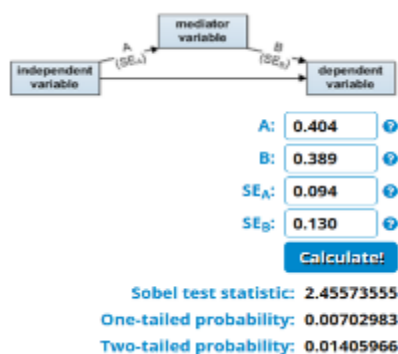 mediator
variable
A
(SEA)
B
(SEB)
independent
variable
dependent
variable
A: 0.404
B: 0.389
SEA: 0.094
SEB: 0.130
Calculate!
Sobel test statistic: 2.45573555
One-tailed probability: 0.00702983
Two-tailed probability: 0.01405966